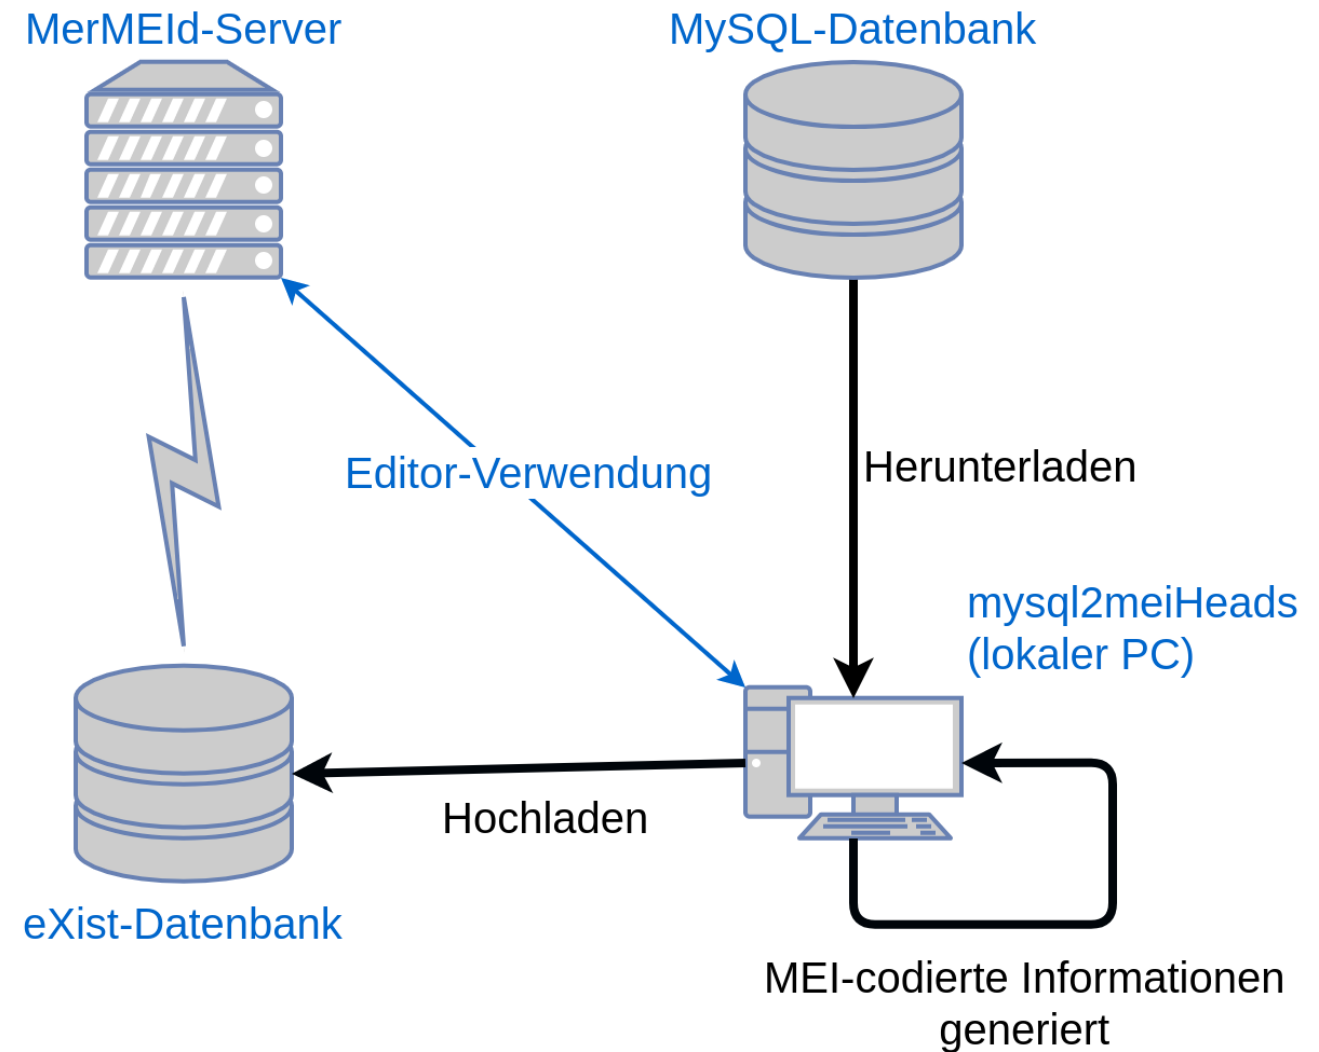 MerMEId-Server
MySQL-Datenbank
Editor-Verwendung
Herunterladen
mysql2meiHeads
(lokaler PC)
Hochladen
eXist-Datenbank
MEI-codierte Informationen
generiert